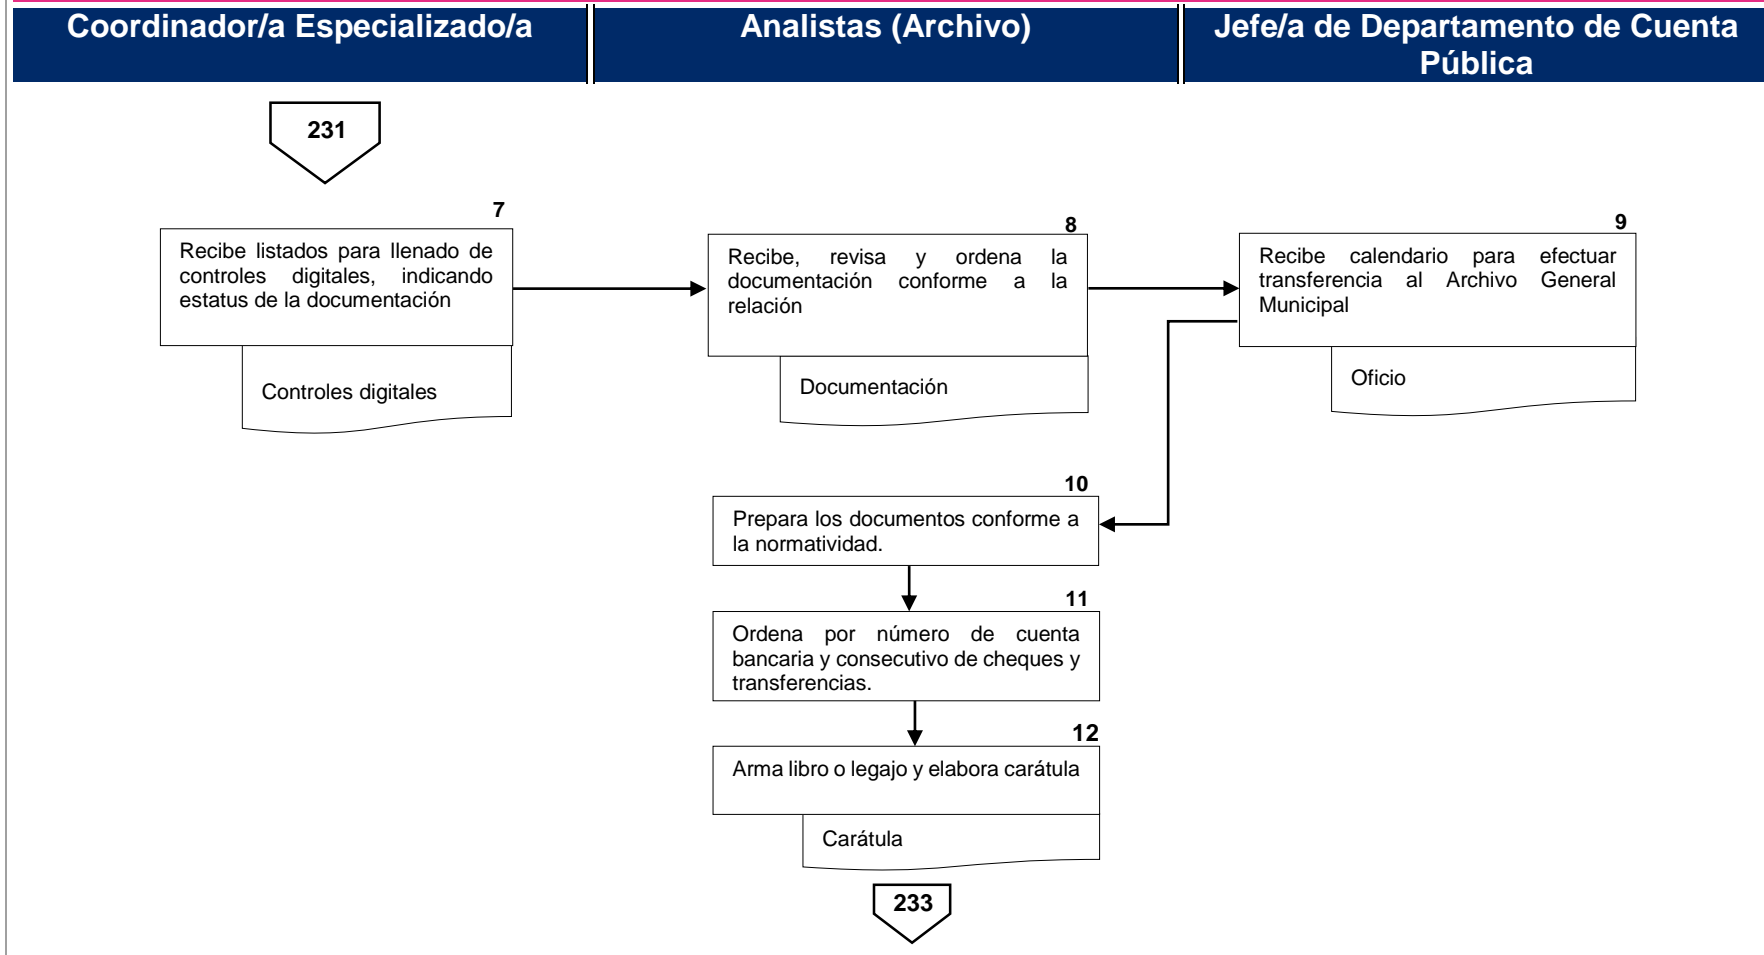 Coordinador/a Especializado/a
Analistas (Archivo)
Jefe/a de Departamento de Cuenta
Pública
231
7
Recibe listados para llenado de
controles digitales, indicando
estatus de la documentación
Controles digitales
8
Recibe, revisa y ordena la
documentación conforme a la
relación
Documentación
9
Recibe calendario para efectuar
transferencia al Archivo General
Municipal
Oficio
10
Prepara los documentos conforme a
la normatividad.
11
Ordena por número de cuenta
bancaria y consecutivo de cheques y
transferencias.
12
Arma libro o legajo y elabora carátula
Carátula
233